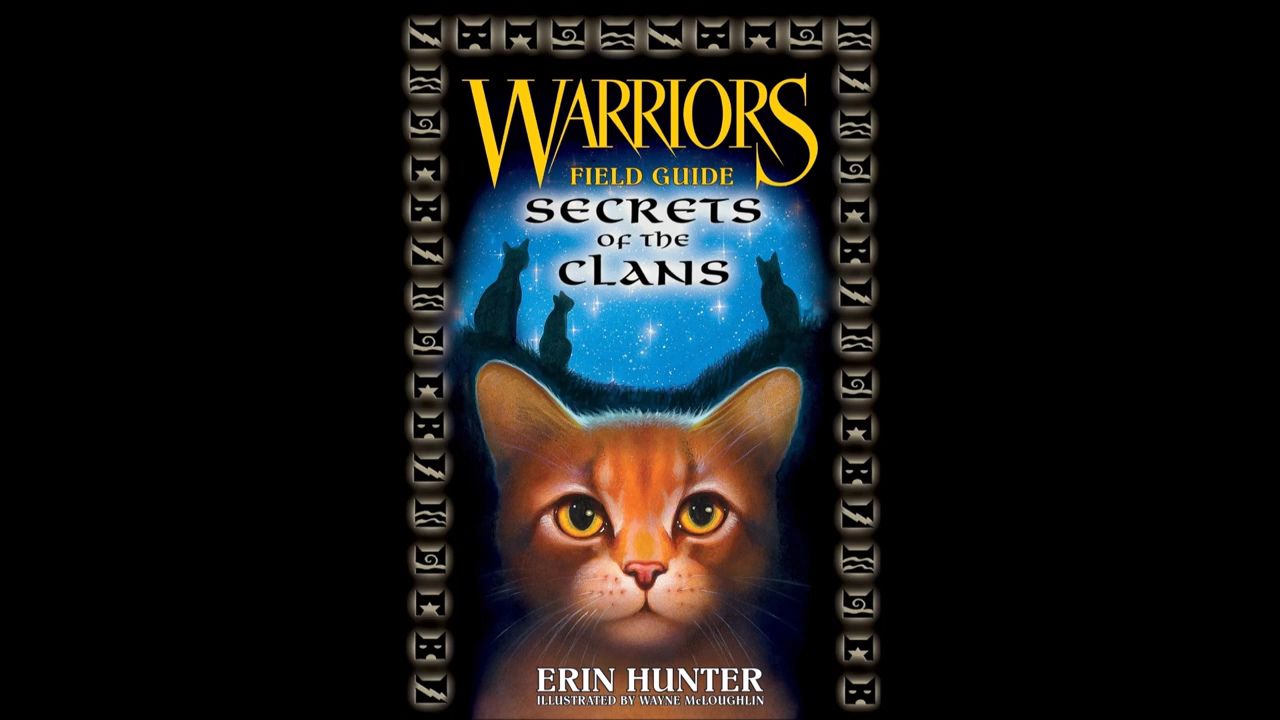 WARRIORS
FIELD GUIDE
SECRETS
OF THE
CLANS
ERIN HUNTER
ILLUSTRATED BY WAYNE McLOUGHLIN